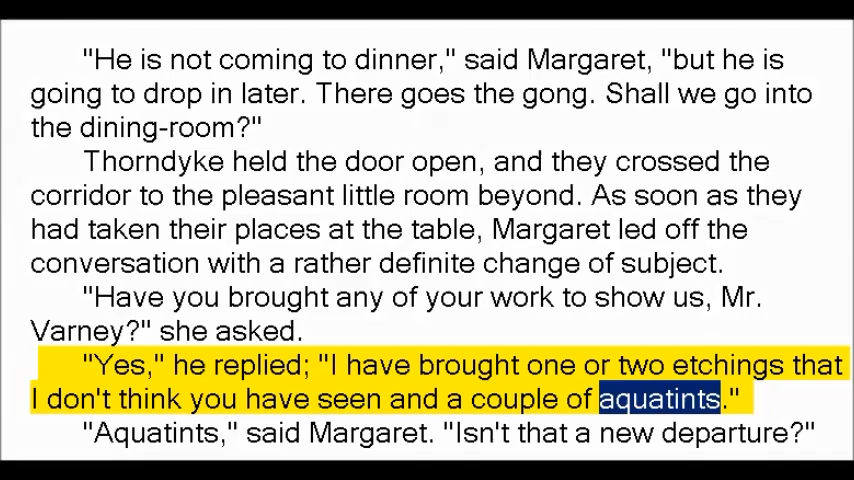 "He is not coming to dinner," said Margaret, "but he is
going to drop in later. There goes the gong. Shall we go into
the dining-room?"
Thorndyke held the door open, and they crossed the
corridor to the pleasant little room beyond. As soon as they
had taken their places at the table, Margaret led off the
conversation with a rather definite change of subject.
"Have you brought any of your work to show us, Mr.
Varney?" she asked.
"Yes," he replied; "I have brought one or two etchings that
I don't think you have seen and a couple of aquatints."
"Aquatints," said Margaret. "Isn't that a new departure?"